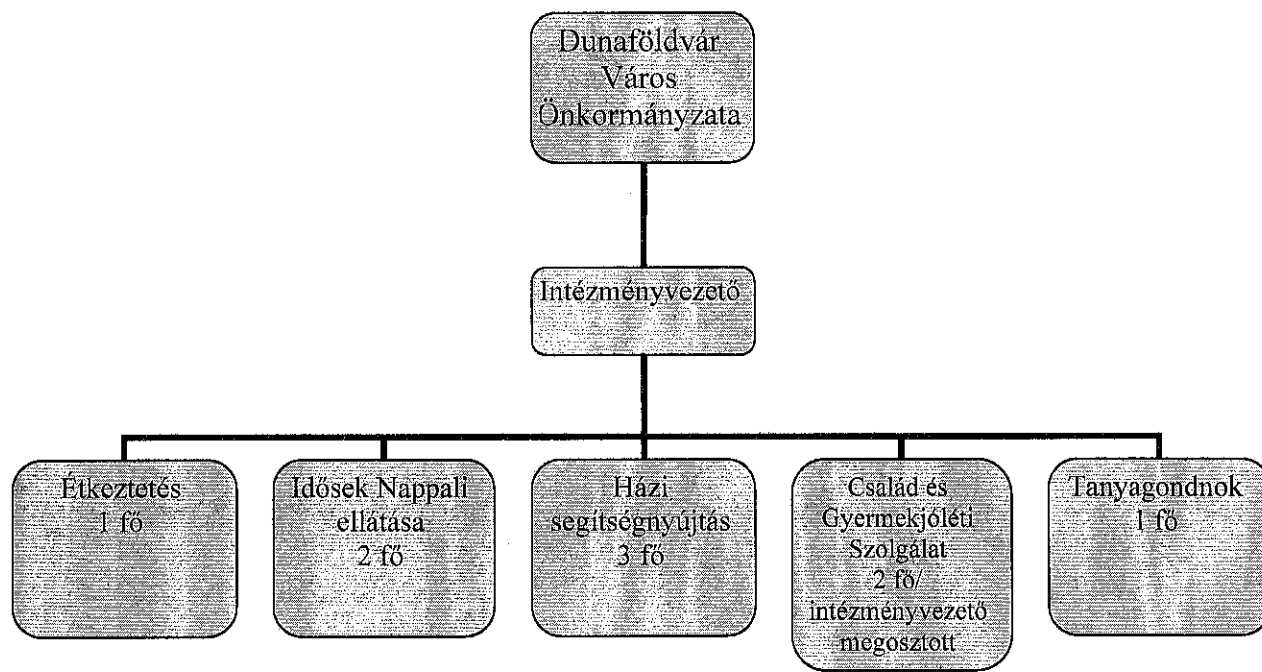 Dunaföldvár
Város
Önkormányzata
Intézményvezető
Étkeztetés
1 fő
Idősek Nappali
ellátása
2 fő
Házi
segítségnyújtás
3 fő
Család és
Gyermekjóléti
Szolgálat
2 fő/
intézményvezető
megosztott
Tanyagondnok
1 fő